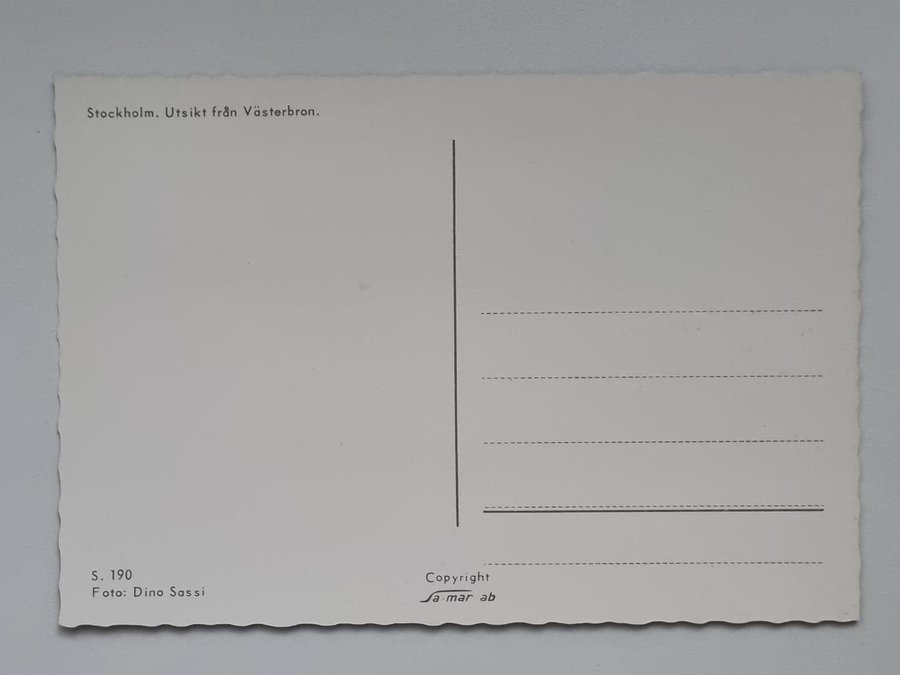 Stockholm. Utsikt från Västerbron.
S. 190
Foto: Dino Sassi
Copyright
Sa-mar ab